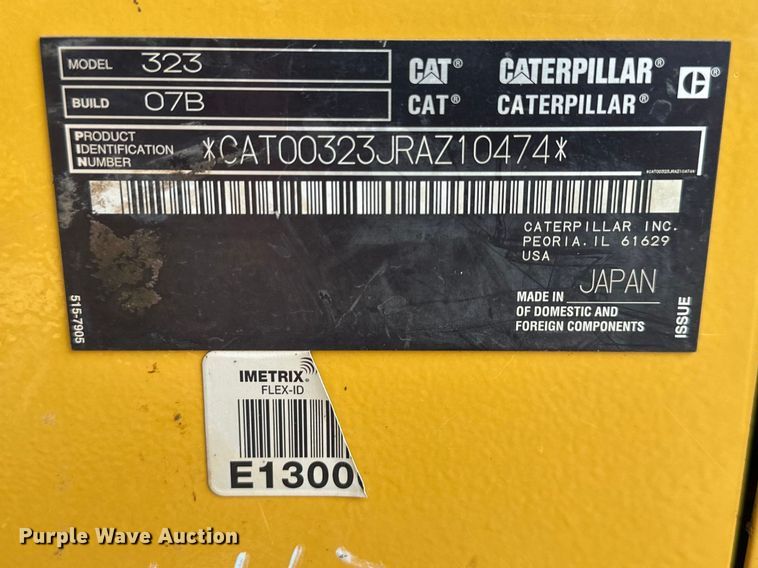 MODEL 323 CAT® CATERPILLAR® C®
BUILD 07B CAT® CATERPILLAR®
PRODUCT
IDENTIFICATION
NUMBER
*CAT00323JRAZ10474*
*CAT00323JRAZ10474*
CATERPILLAR INC.
PEORIA, IL 61629
USA
MADE IN JAPAN
OF DOMESTIC AND
FOREIGN COMPONENTS
515-7905
ISSUE
IMETRIX®
FLEX-ID
E1300
Purple Wave Auction